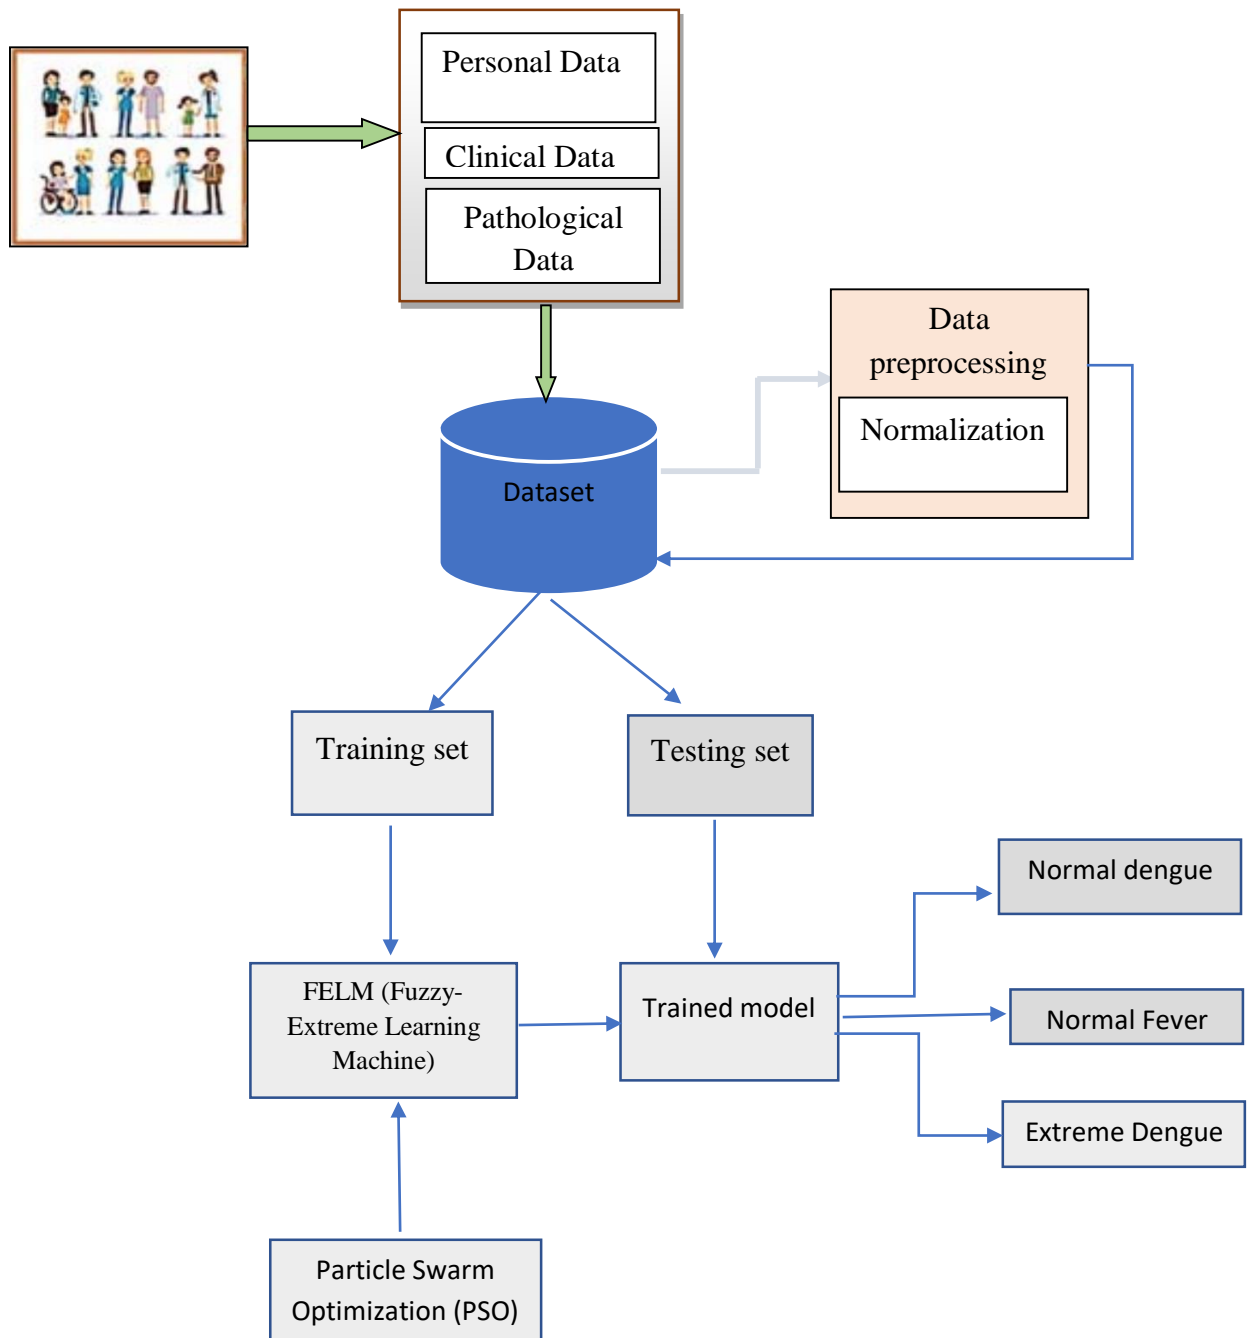 Personal Data
Clinical Data
Pathological
Data
Data
preprocessing
Normalization
Dataset
Training set
Testing set
Normal dengue
FELM (Fuzzy-
Extreme Learning
Machine)
Trained model
Normal Fever
Extreme Dengue
Particle Swarm
Optimization (PSO)